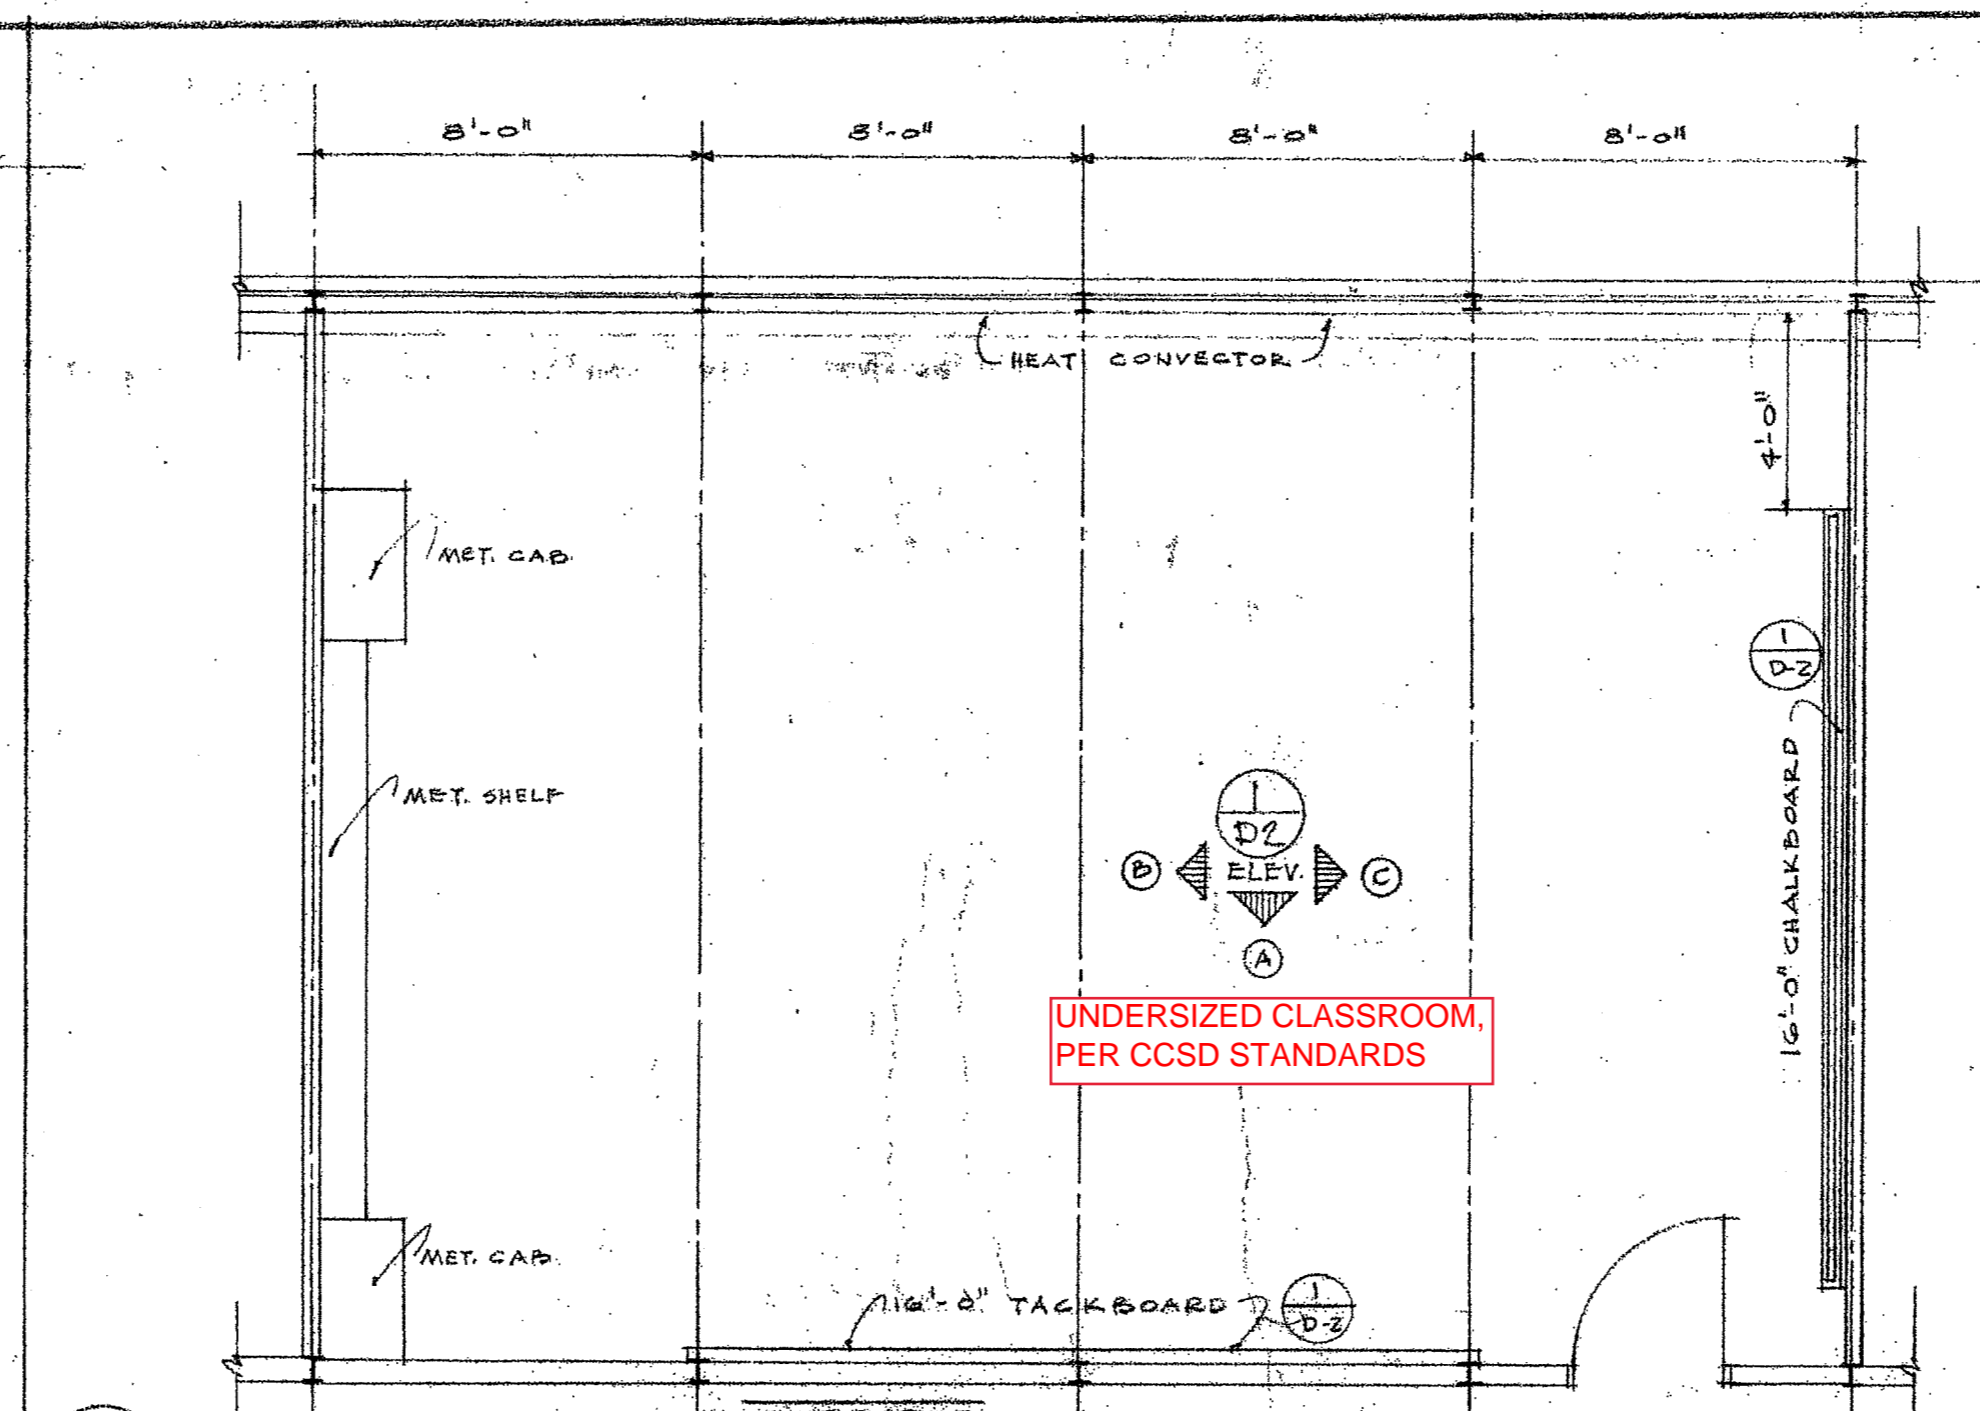 8'-0" 8'-0" 8'-0" 8'-0"
HEAT CONVECTOR
4'-0"
MET. CAB.
1
D-2
MET. SHELF
16'-0" CHALKBOARD
1
D2
B ELEV. C
A
UNDERSIZED CLASSROOM,
PER CCSD STANDARDS
MET. CAB.
16'-0" TACKBOARD
1
D-2